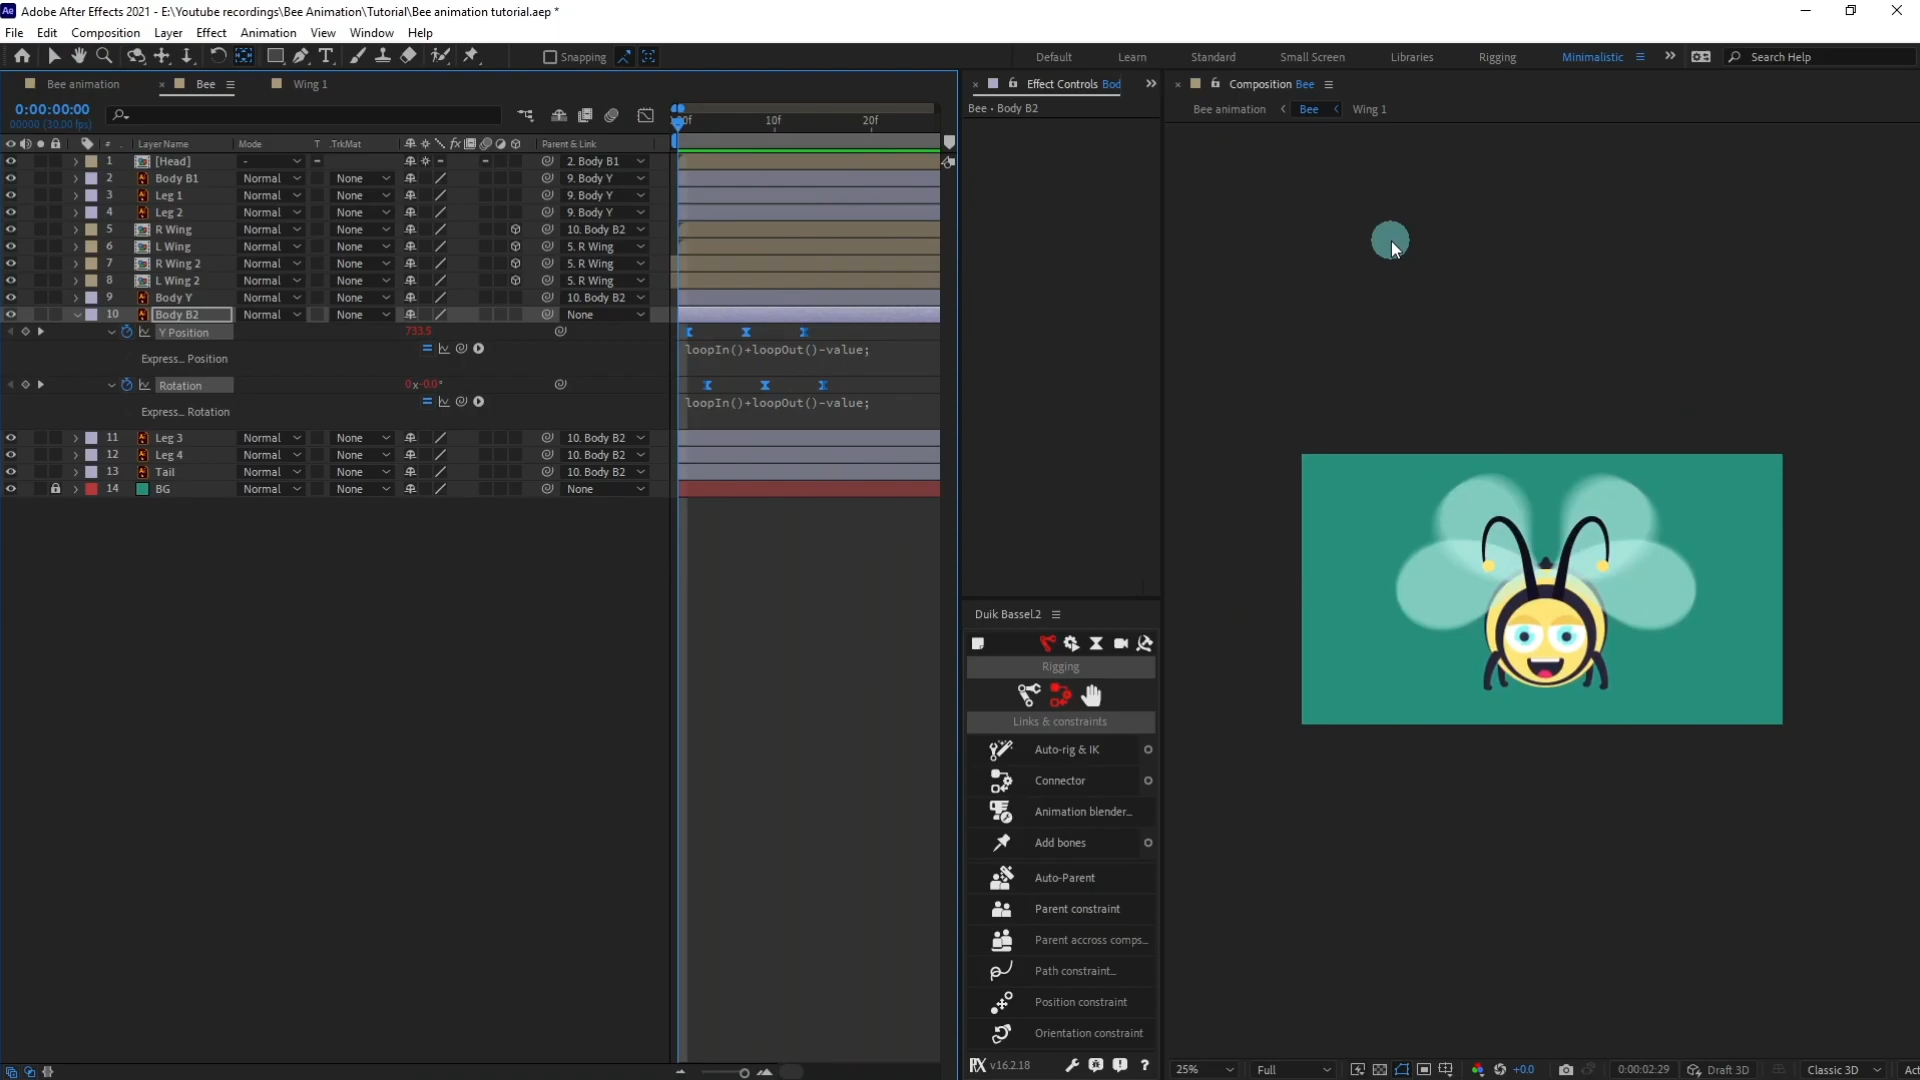 Ae Adobe After Effects 2021 - E:\Youtube recordings\Bee Animation\Tutorial\Bee animation tutorial.aep *
File Edit Composition Layer Effect Animation View Window Help
Snapping Default Learn Standard Small Screen Libraries Rigging Minimalistic Search Help
Bee animation Bee Wing 1
0:00:00:00
00000 (30.00 fps)
10f 20f
# Layer Name Mode T .TrkMat fx Parent & Link
1 [Head] - 2. Body B1
2 Body B1 Normal None 9. Body Y
3 Leg 1 Normal None 9. Body Y
4 Leg 2 Normal None 9. Body Y
5 R Wing Normal None 10. Body B2
6 L Wing Normal None 5. R Wing
7 R Wing 2 Normal None 5. R Wing
8 L Wing 2 Normal None 5. R Wing
9 Body Y Normal None 10. Body B2
10 Body B2 Normal None None
Y Position 733.5
Express... Position loopIn()+loopOut()-value;
Rotation 0x-0.0°
Express... Rotation loopIn()+loopOut()-value;
11 Leg 3 Normal None 10. Body B2
12 Leg 4 Normal None 10. Body B2
13 Tail Normal None 10. Body B2
14 BG Normal None None
Effect Controls Bod
Bee • Body B2
Duik Bassel.2
Rigging
Links & constraints
Auto-rig & IK
Connector
Animation blender...
Add bones
Auto-Parent
Parent constraint
Parent accross comps...
Path constraint...
Position constraint
Orientation constraint
v16.2.18 ?
Composition Bee
Bee animation Bee Wing 1
25% Full +0.0 0:00:02:29 Draft 3D Classic 3D Act